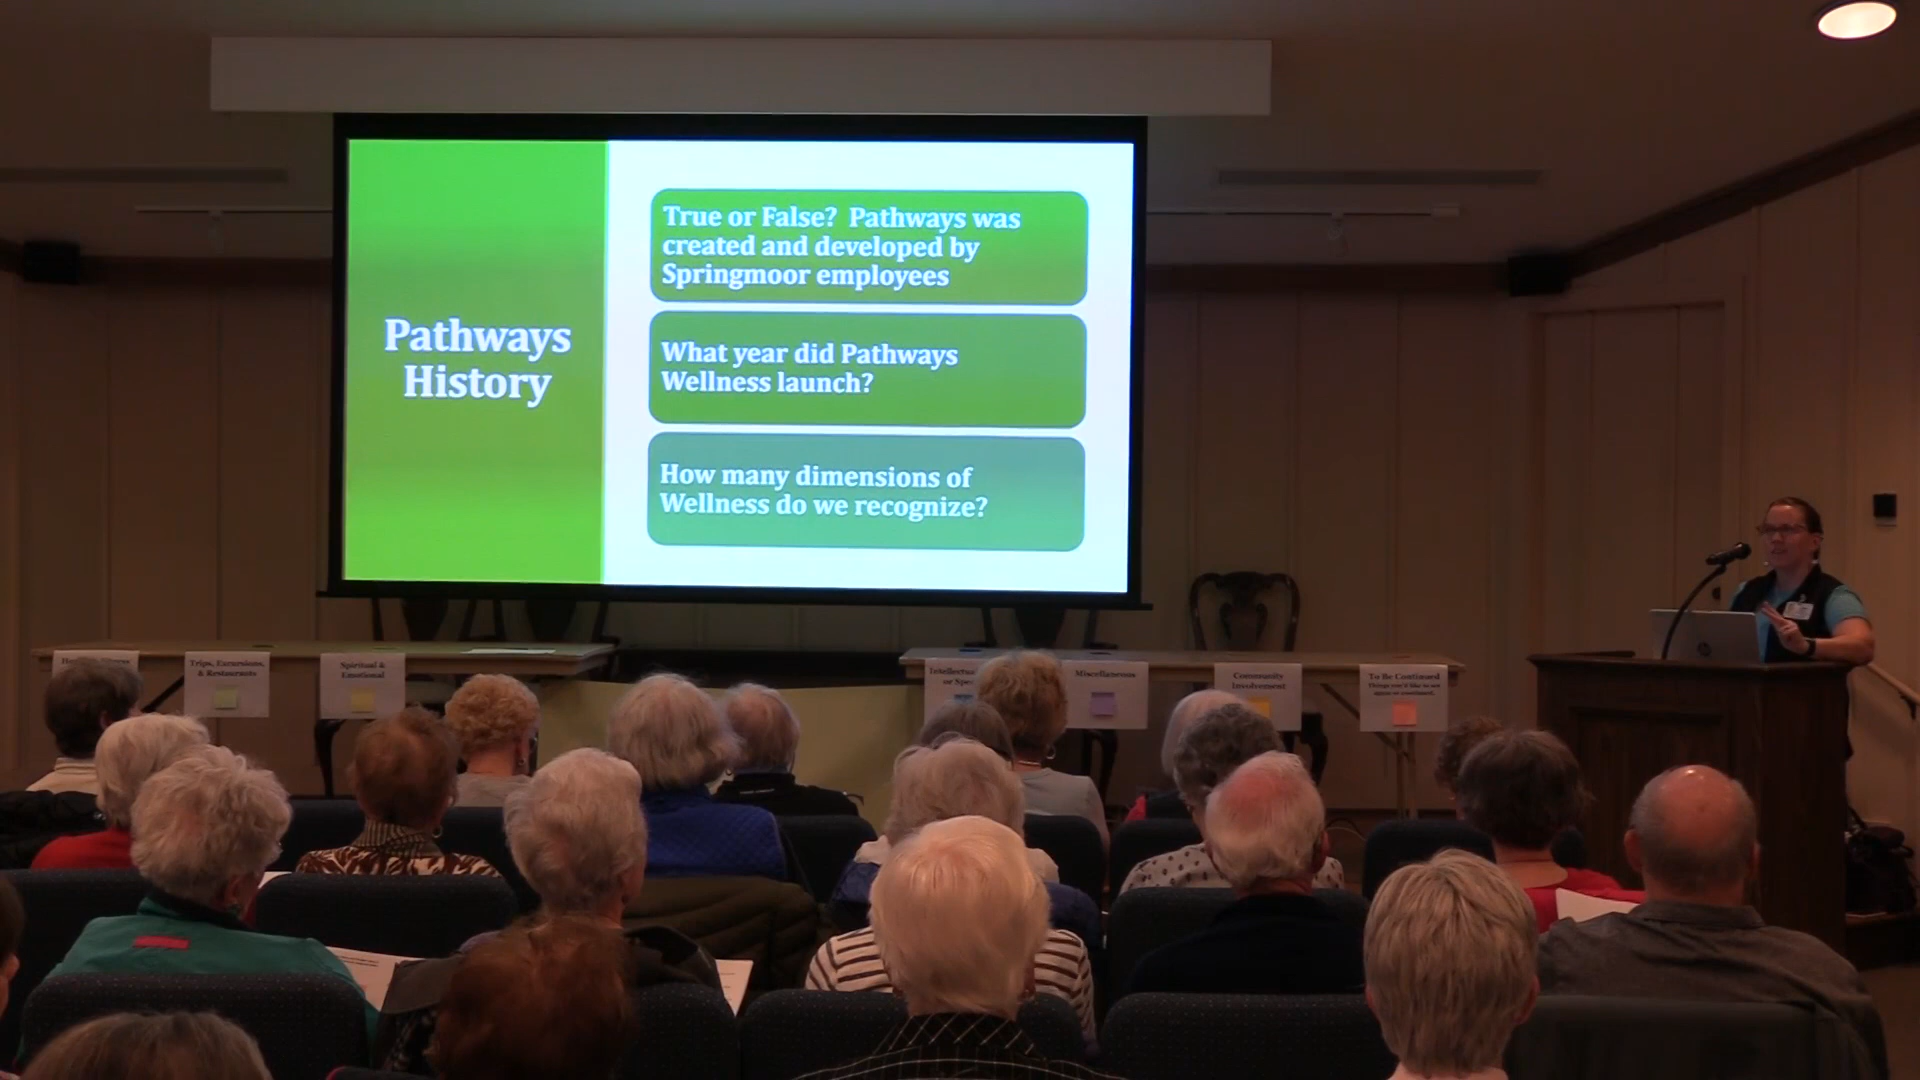 Pathways
History
True or False? Pathways was
created and developed by
Springmoor employees
What year did Pathways
Wellness launch?
How many dimensions of
Wellness do we recognize?
Trips, Excursions,
& Restaurants
Spiritual &
Emotional
Miscellaneous
Community
Involvement
To Be Continued
hp